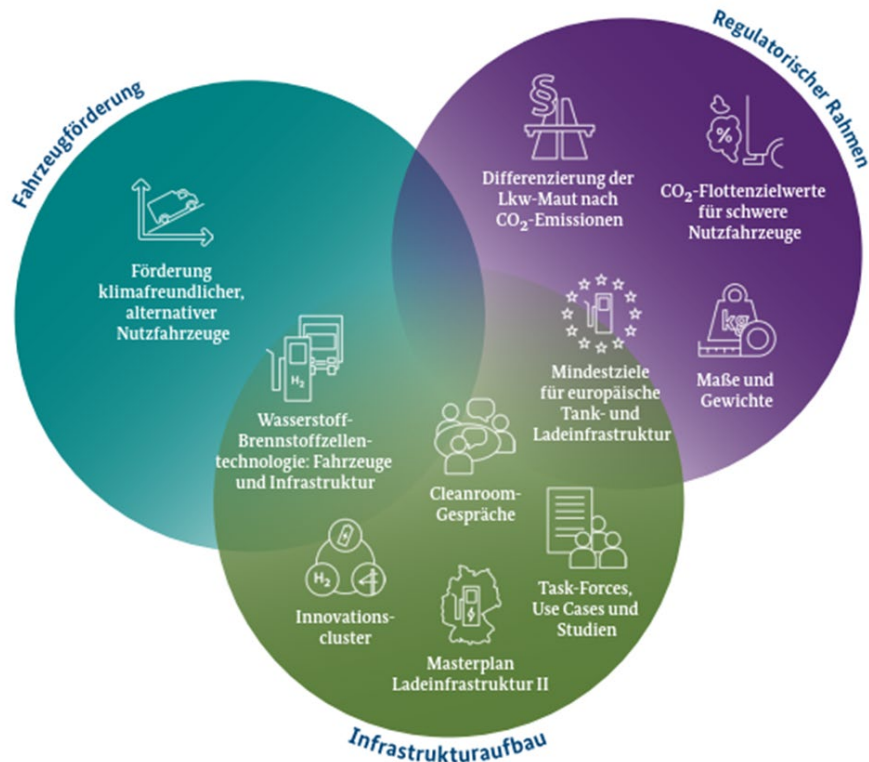 Fahrzeugförderung
Regulatorischer Rahmen
§
%
Differenzierung der
Lkw-Maut nach
CO₂-Emissionen
CO₂-Flottenzielwerte
für schwere
Nutzfahrzeuge
Förderung
klimafreundlicher,
alternativer
Nutzfahrzeuge
kg
Mindestziele
für europäische
Tank- und
Ladeinfrastruktur
Maße und
Gewichte
H₂
Wasserstoff-
Brennstoffzellen-
technologie: Fahrzeuge
und Infrastruktur
Cleanroom-
Gespräche
H₂
Innovations-
cluster
Task-Forces,
Use Cases und
Studien
Masterplan
Ladeinfrastruktur II
Infrastrukturaufbau